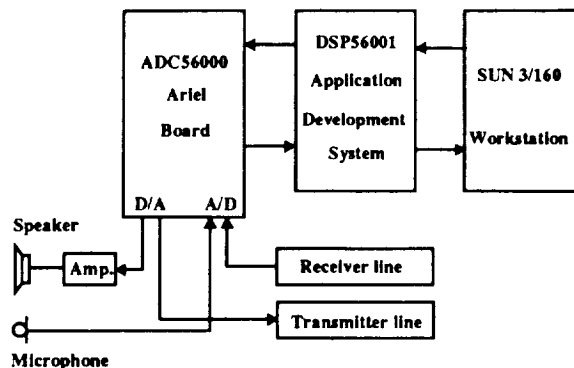 ADC56000
Ariel
Board
D/A A/D
DSP56001
Application
Development
System
SUN 3/160
Workstation
Speaker
Amp.
Microphone
Receiver line
Transmitter line